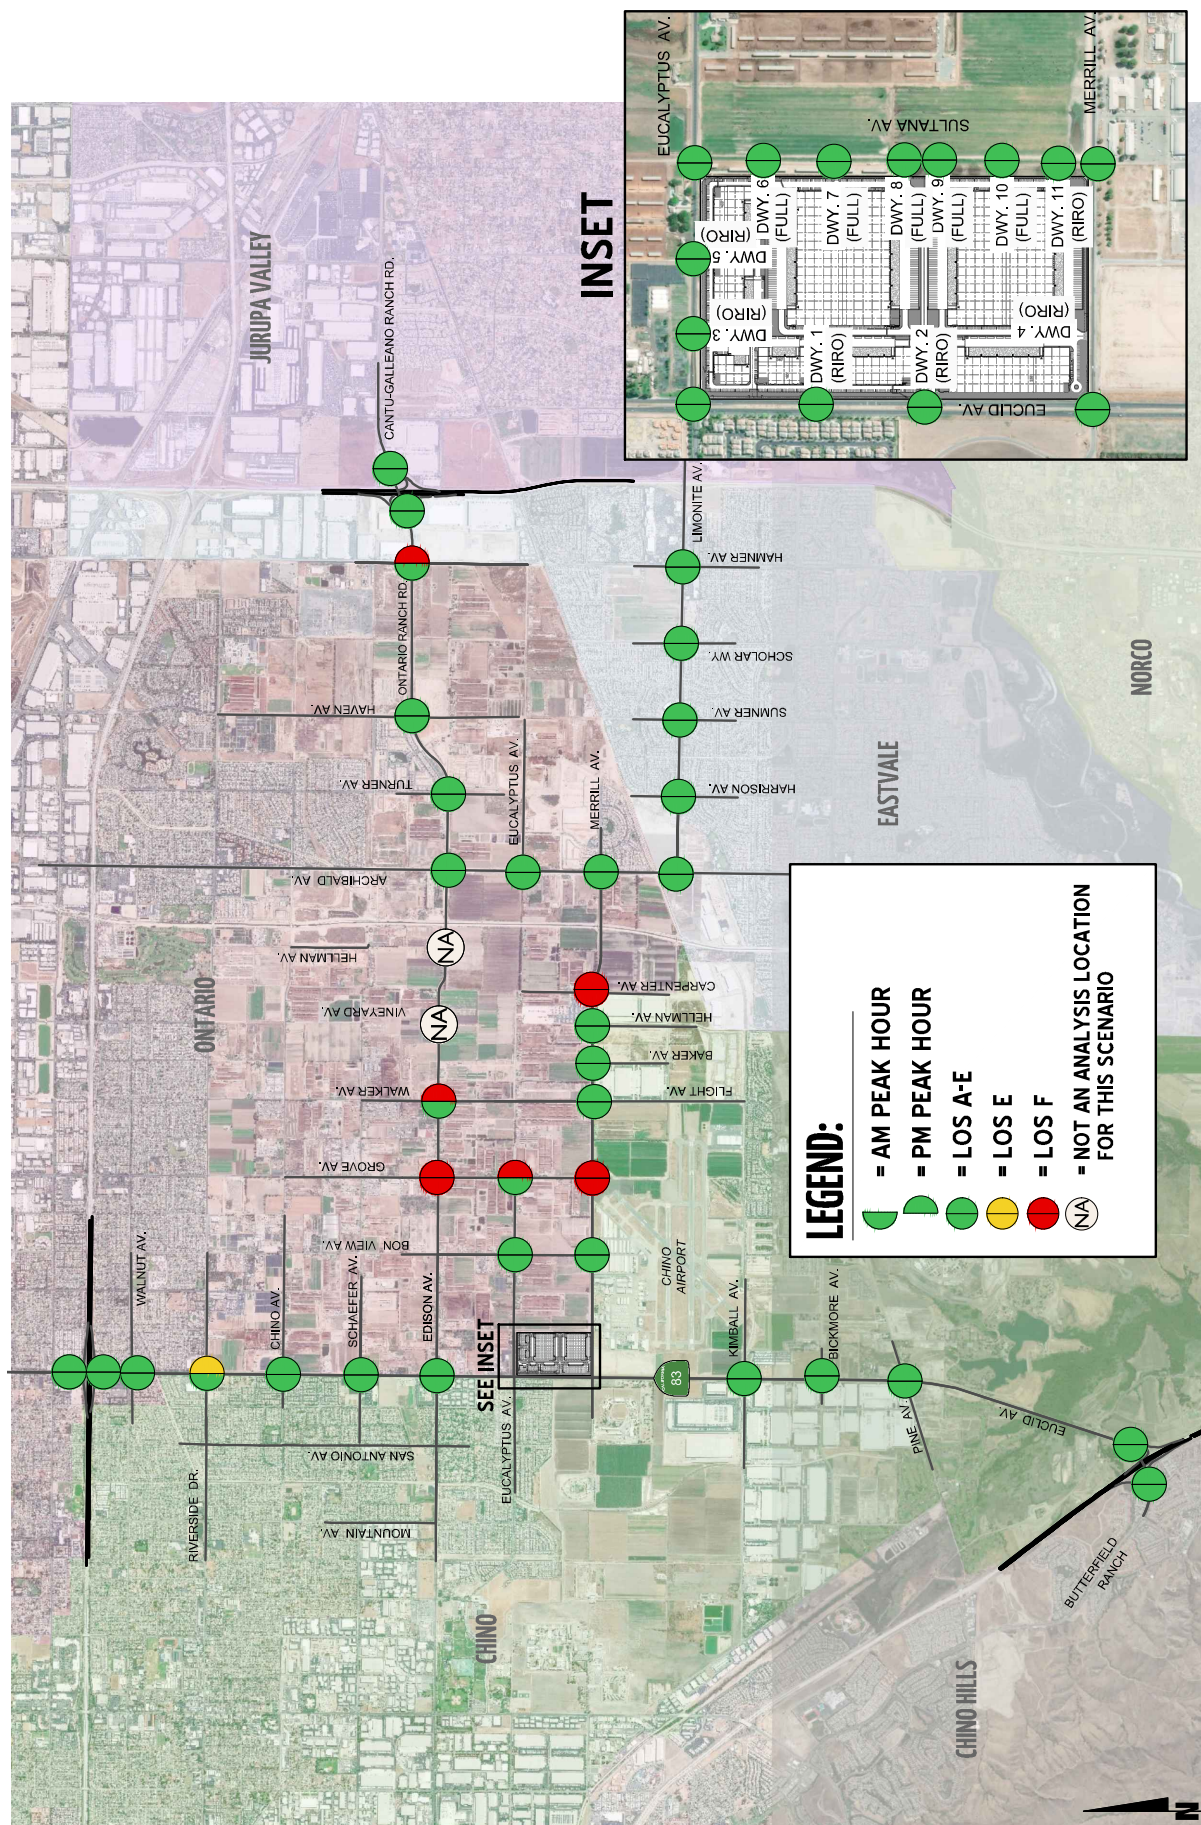 JURUPA VALLEY
ONTARIO
CHINO
CHINO HILLS
EASTVALE
NORCO
CANTU-GALLEANO RANCH RD.
ONTARIO RANCH RD.
HAVEN AV.
TURNER AV.
ARCHIBALD AV.
HELLMAN AV.
VINEYARD AV.
WALKER AV.
GROVE AV.
BON VIEW AV.
EDISON AV.
SCHAEFER AV.
CHINO AV.
WALNUT AV.
RIVERSIDE DR.
SAN ANTONIO AV.
MOUNTAIN AV.
EUCALYPTUS AV.
EUCALYPTUS AV.
MERRILL AV.
LIMONITE AV.
HAMNER AV.
SCHOLAR WY.
SUMNER AV.
HARRISON AV.
CARPENTER AV.
HELLMAN AV.
BAKER AV.
FLIGHT AV.
NA
NA
SEE INSET
CHINO
AIRPORT
CALIFORNIA
83
KIMBALL AV.
BICKMORE AV.
PINE AV.
EUCLID AV.
BUTTERFIELD
RANCH
N
INSET
EUCALYPTUS AV.
MERRILL AV.
SULTANA AV.
EUCLID AV.
DWY. 1
(RIRO)
DWY. 2
(RIRO)
DWY. 3
(RIRO)
DWY. 4
(RIRO)
DWY. 5
(RIRO)
DWY. 6
(FULL)
DWY. 7
(FULL)
DWY. 8
(FULL)
DWY. 9
(FULL)
DWY. 10
(FULL)
DWY. 11
(RIRO)
LEGEND:
= AM PEAK HOUR
= PM PEAK HOUR
= LOS A-E
= LOS E
= LOS F
NA = NOT AN ANALYSIS LOCATION
FOR THIS SCENARIO